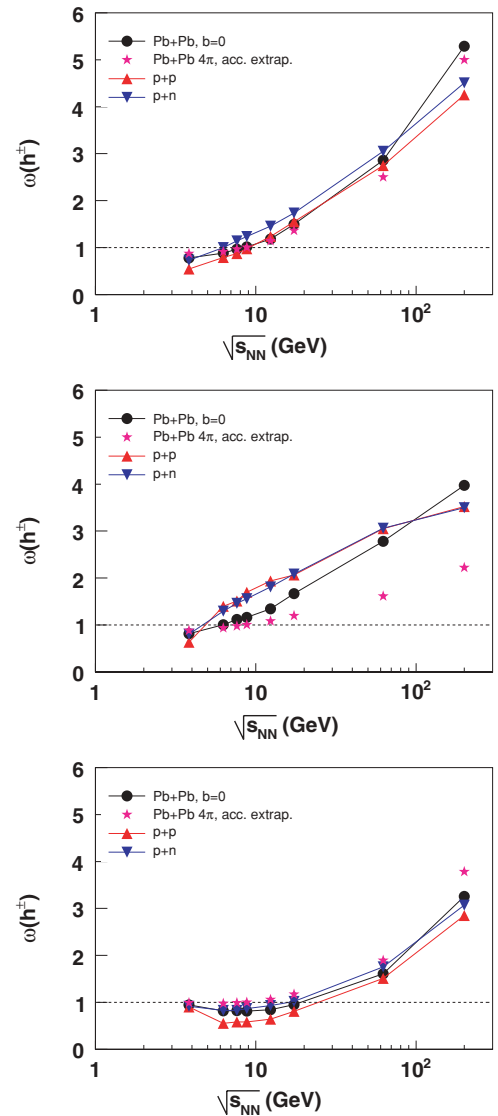 6
5
4
3
2
1
0
ω(h±)
Pb+Pb, b=0
Pb+Pb 4π, acc. extrap.
p+p
p+n
1 10 10²
√sNN (GeV)
6
5
4
3
2
1
0
ω(h±)
Pb+Pb, b=0
Pb+Pb 4π, acc. extrap.
p+p
p+n
1 10 10²
√sNN (GeV)
6
5
4
3
2
1
0
ω(h±)
Pb+Pb, b=0
Pb+Pb 4π, acc. extrap.
p+p
p+n
1 10 10²
√sNN (GeV)